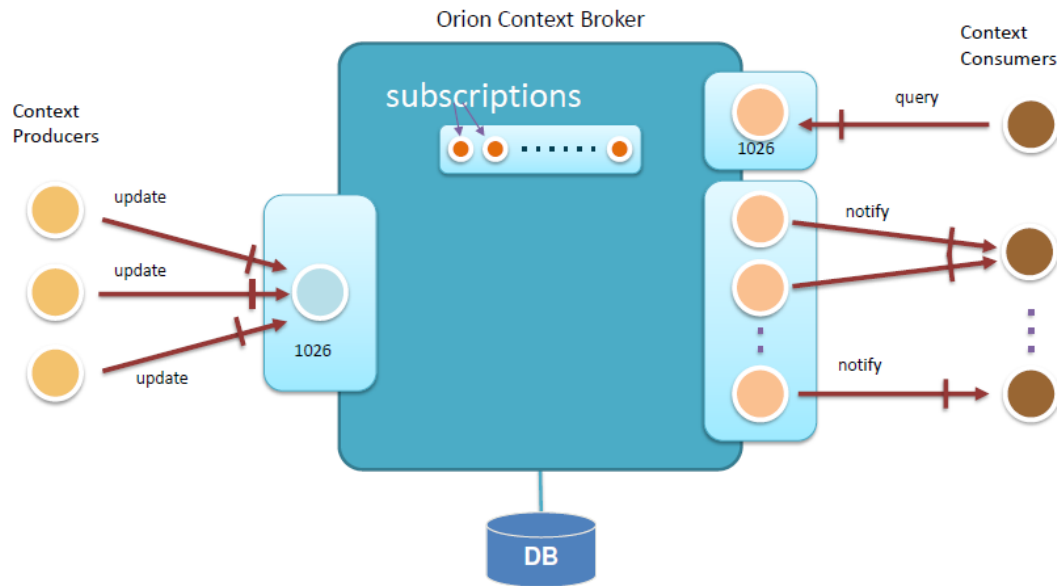 Orion Context Broker
Context
Producers
Context
Consumers
subscriptions
query
1026
update
notify
update
1026
update
notify
DB